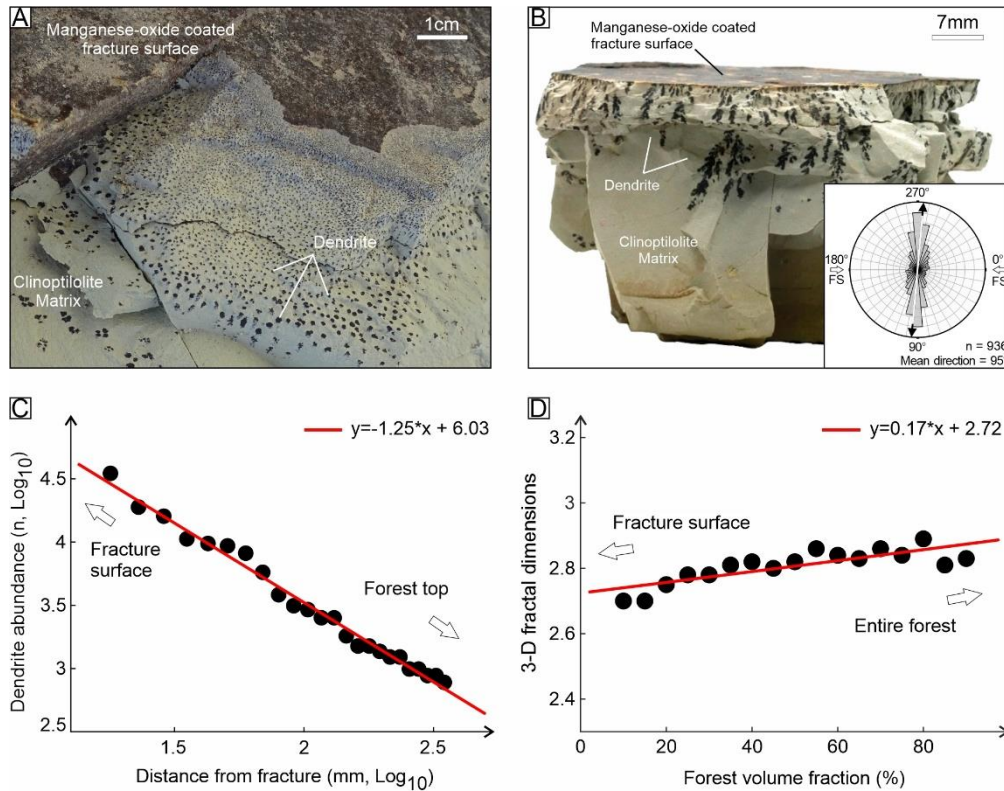 A
Manganese-oxide coated
fracture surface
1cm
Dendrite
Clinoptilolite
Matrix
B
Manganese-oxide coated
fracture surface
7mm
Dendrite
Clinoptilolite
Matrix
270°
180°
FS
0°
FS
90°
n = 936
Mean direction = 95°
C
y=-1.25*x + 6.03
Dendrite abundance (n, Log10)
4.5
4
3.5
3
2.5
Fracture
surface
Forest top
1.5
2
2.5
Distance from fracture (mm, Log10)
D
y=0.17*x + 2.72
3-D fractal dimensions
3.2
3
2.8
2.6
2.4
Fracture surface
Entire forest
20
40
60
80
Forest volume fraction (%)